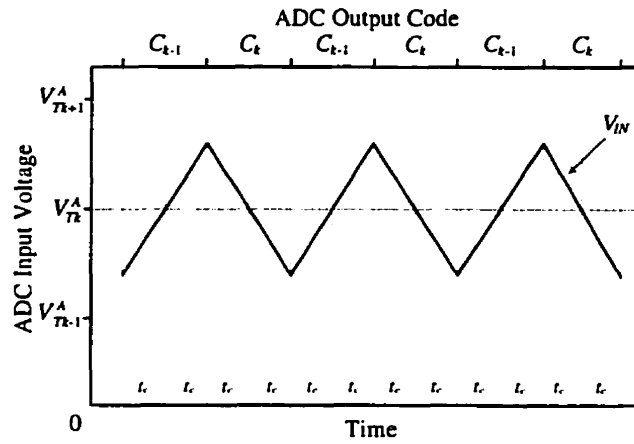 ADC Output Code
C_{k-1} C_k C_{k-1} C_k C_{k-1} C_k
V^A_{Tk+1}
V_{IN}
V^A_{Tk}
V^A_{Tk-1}
ADC Input Voltage
t_c t_c t_c t_c t_c t_c t_c t_c t_c t_c t_c t_c
0
Time